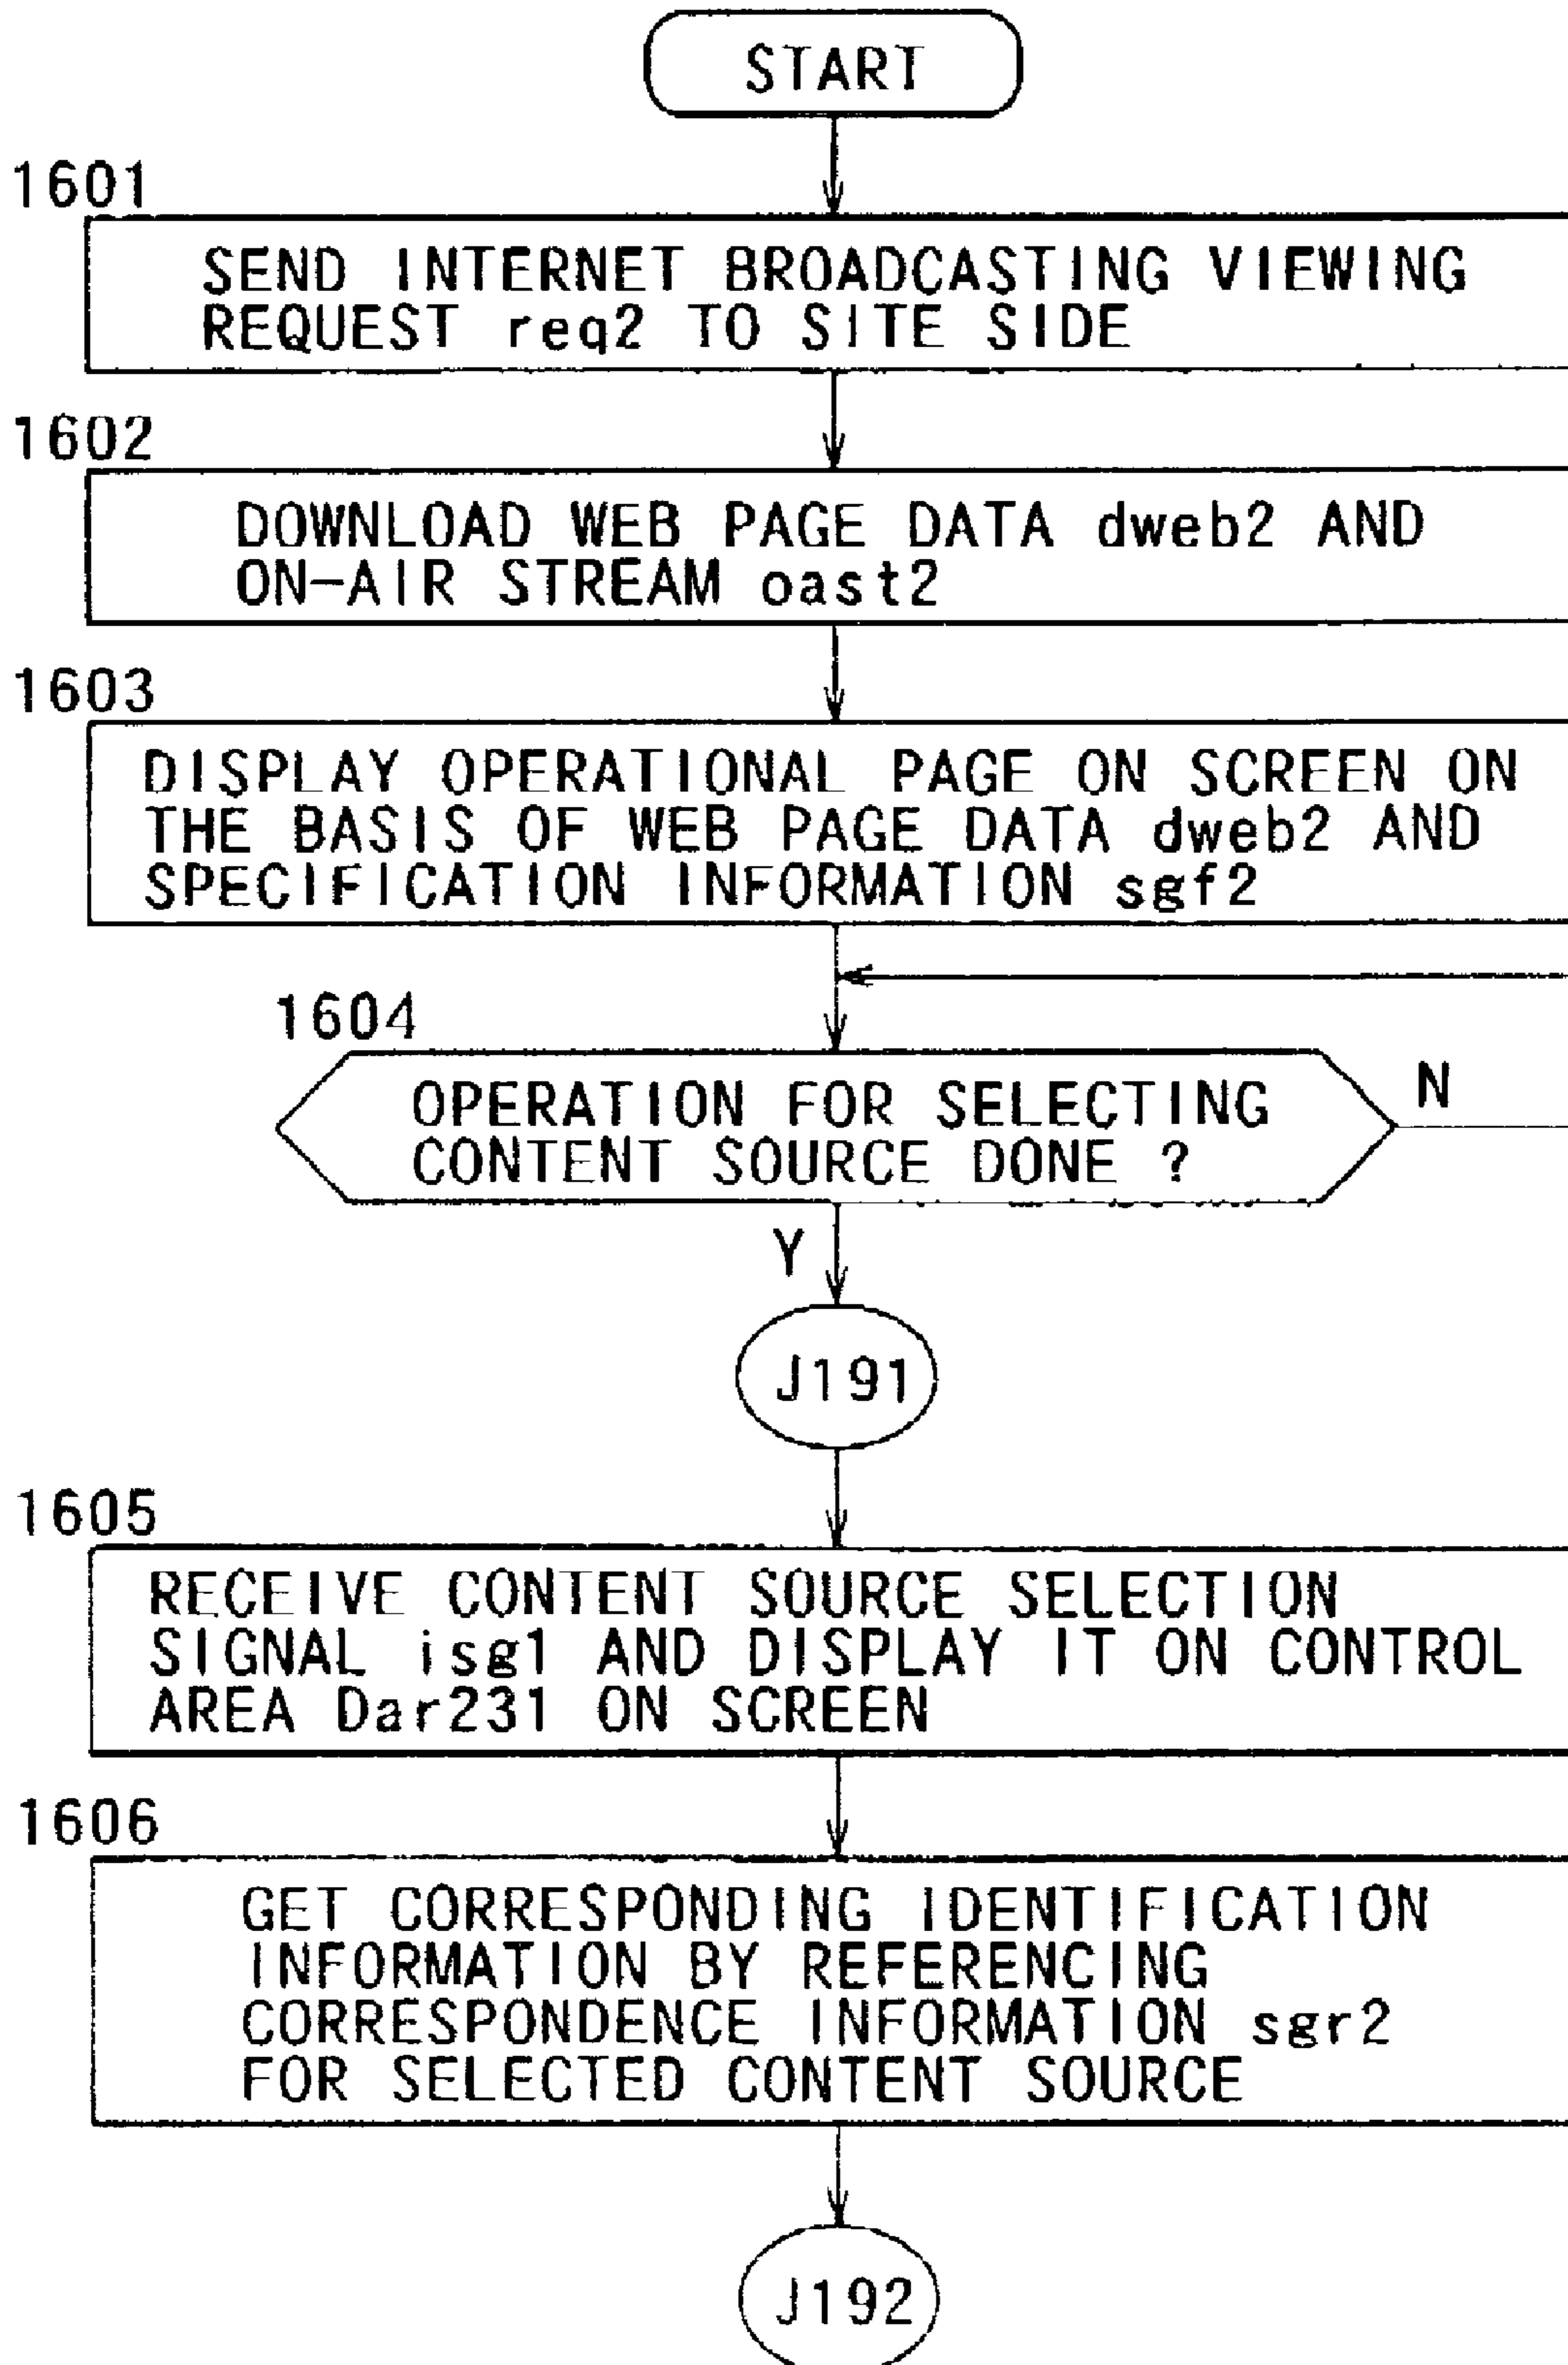 START
1601
SEND INTERNET BROADCASTING VIEWING
REQUEST req2 TO SITE SIDE
1602
DOWNLOAD WEB PAGE DATA dweb2 AND
ON-AIR STREAM oast2
1603
DISPLAY OPERATIONAL PAGE ON SCREEN ON
THE BASIS OF WEB PAGE DATA dweb2 AND
SPECIFICATION INFORMATION sgf2
1604
OPERATION FOR SELECTING
CONTENT SOURCE DONE ?
N
Y
J191
1605
RECEIVE CONTENT SOURCE SELECTION
SIGNAL isg1 AND DISPLAY IT ON CONTROL
AREA Dar231 ON SCREEN
1606
GET CORRESPONDING IDENTIFICATION
INFORMATION BY REFERENCING
CORRESPONDENCE INFORMATION sgr2
FOR SELECTED CONTENT SOURCE
J192